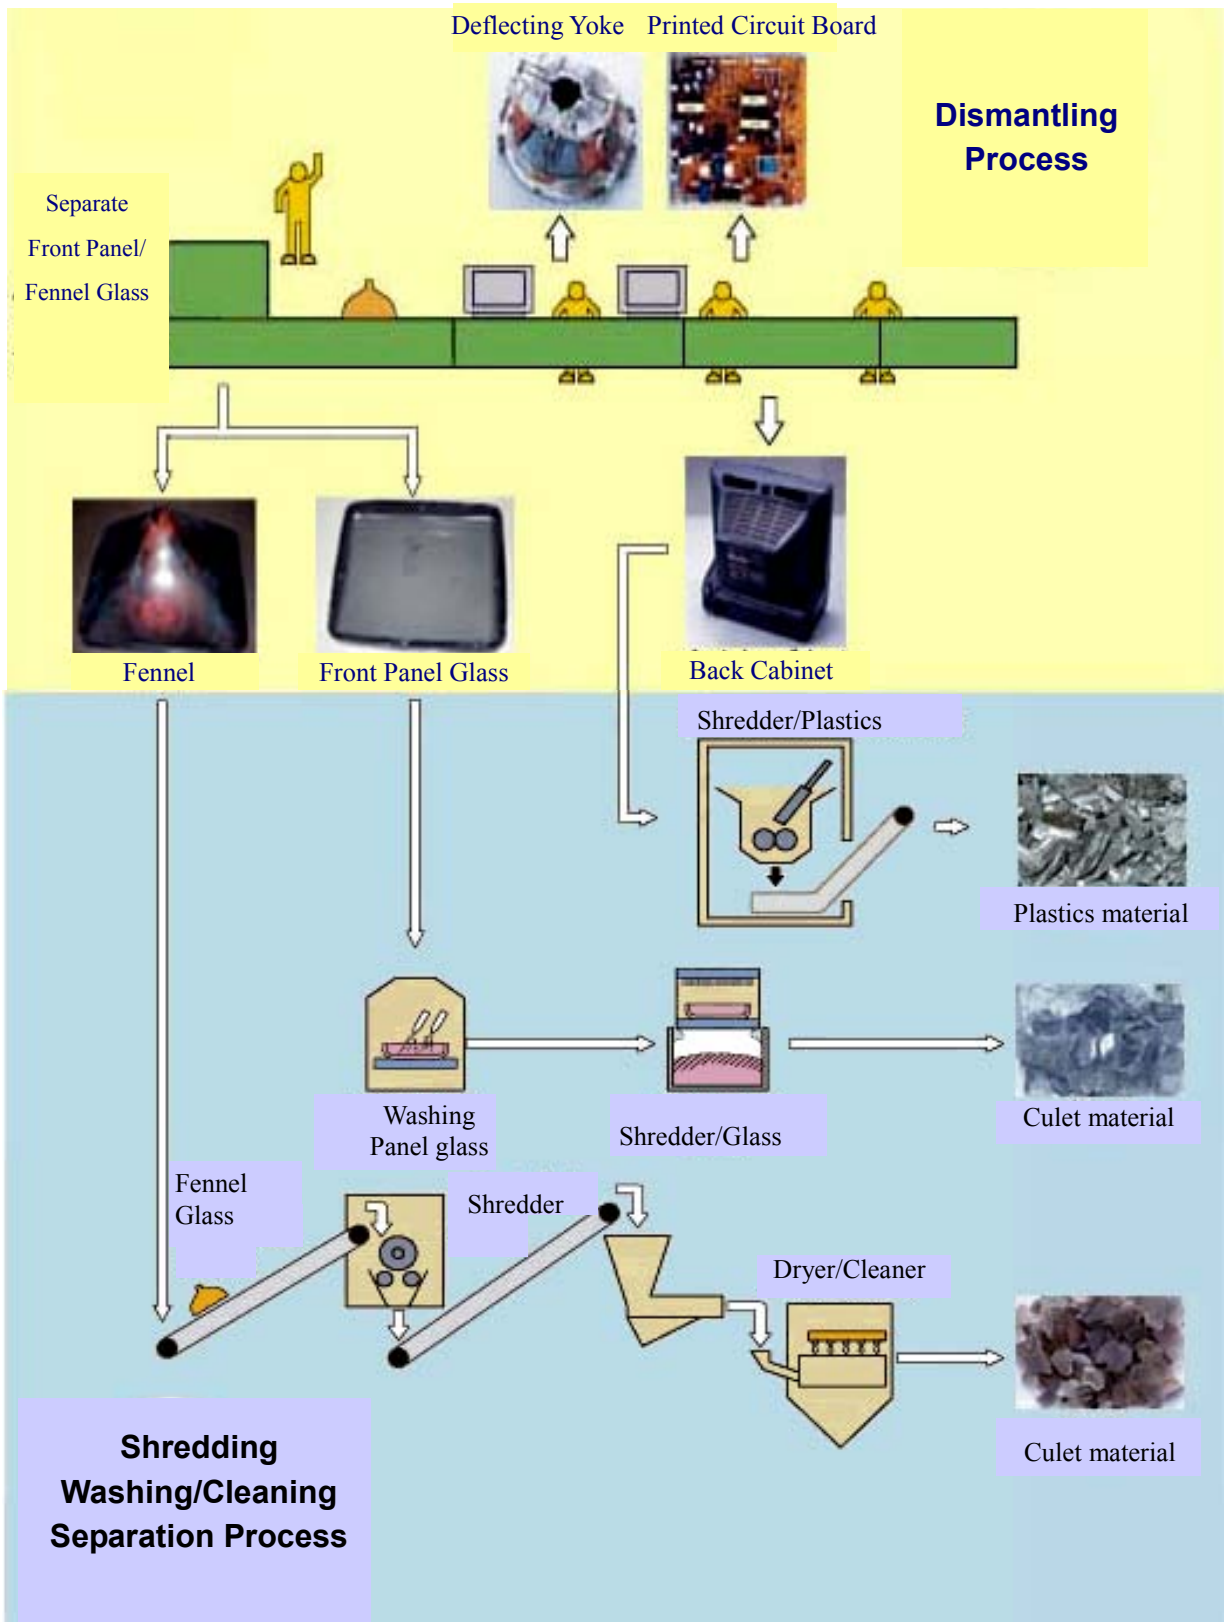 Deflecting Yoke
Printed Circuit Board
Dismantling
Process
Separate
Front Panel/
Fennel Glass
Fennel
Front Panel Glass
Back Cabinet
Shredder/Plastics
Plastics material
Washing
Panel glass
Shredder/Glass
Culet material
Fennel
Glass
Shredder
Dryer/Cleaner
Culet material
Shredding
Washing/Cleaning
Separation Process